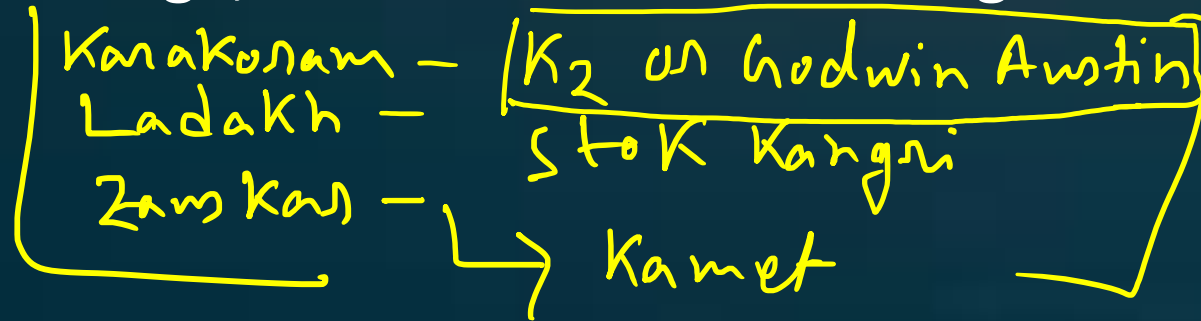 Karakoram - K2 or Godwin Austin
Ladakh - Stok Kangri
Zanskar -
Kamet